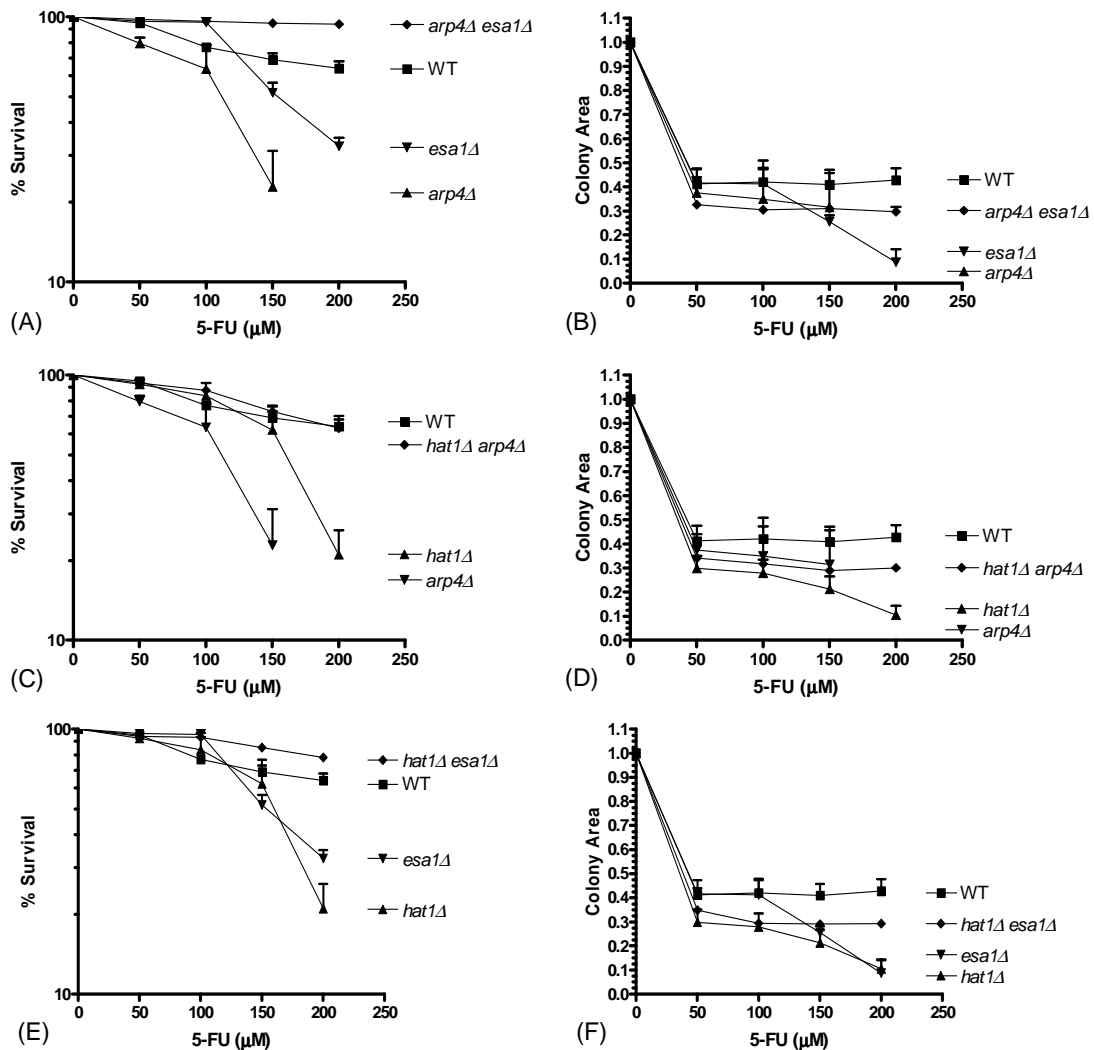 100
10
% Survival
0 50 100 150 200 250
5-FU (µM)
arp4Δ esa1Δ
WT
esa1Δ
arp4Δ
(A)
1.1
1.0
0.9
0.8
0.7
0.6
0.5
0.4
0.3
0.2
0.1
0.0
Colony Area
0 50 100 150 200 250
5-FU (µM)
WT
arp4Δ esa1Δ
esa1Δ
arp4Δ
(B)
100
10
% Survival
0 50 100 150 200 250
5-FU (µM)
WT
hat1Δ arp4Δ
hat1Δ
arp4Δ
(C)
1.1
1.0
0.9
0.8
0.7
0.6
0.5
0.4
0.3
0.2
0.1
0.0
Colony Area
0 50 100 150 200 250
5-FU (µM)
WT
hat1Δ arp4Δ
hat1Δ
arp4Δ
(D)
100
10
% Survival
0 50 100 150 200 250
5-FU (µM)
hat1Δ esa1Δ
WT
esa1Δ
hat1Δ
(E)
1.1
1.0
0.9
0.8
0.7
0.6
0.5
0.4
0.3
0.2
0.1
0.0
Colony Area
0 50 100 150 200 250
5-FU (µM)
WT
hat1Δ esa1Δ
esa1Δ
hat1Δ
(F)